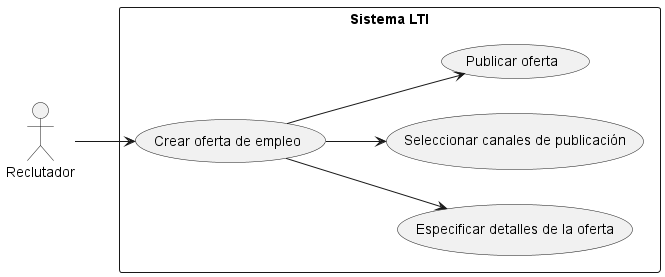 Sistema LTI
Publicar oferta
Crear oferta de empleo
Seleccionar canales de publicación
Reclutador
Especificar detalles de la oferta